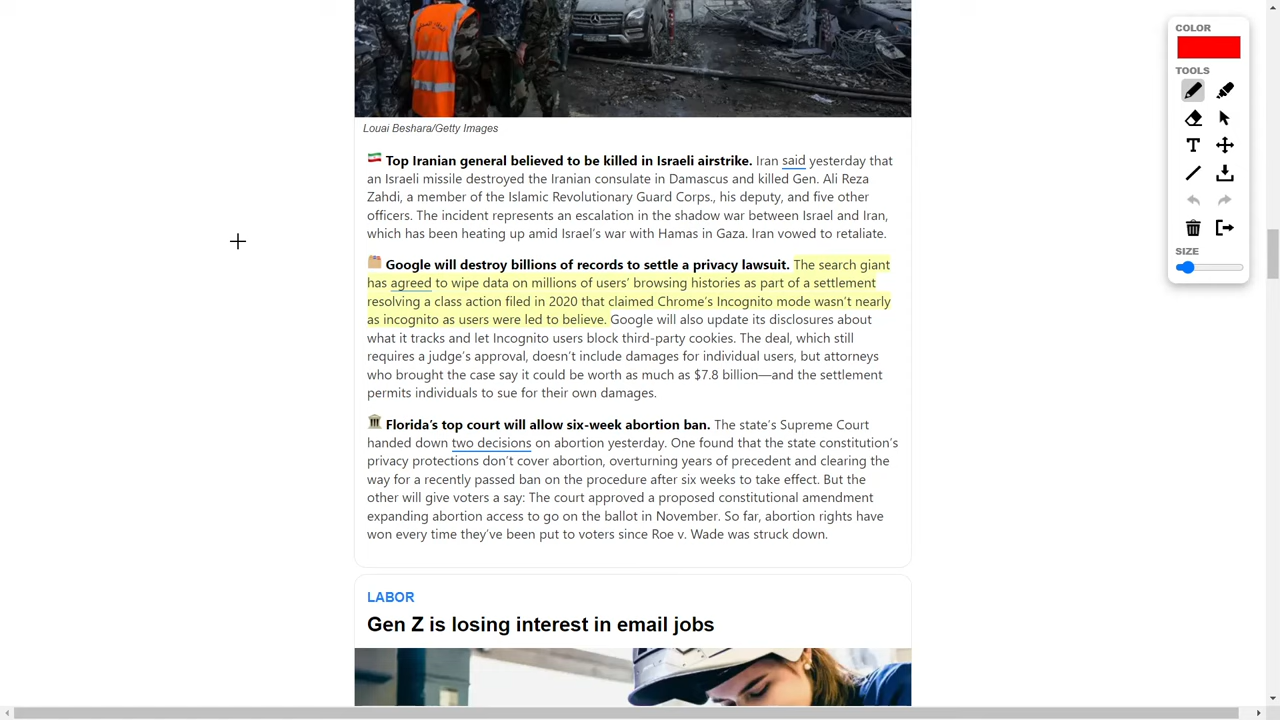 COLOR
TOOLS
SIZE
Louai Beshara/Getty Images
Top Iranian general believed to be killed in Israeli airstrike. Iran said yesterday that
an Israeli missile destroyed the Iranian consulate in Damascus and killed Gen. Ali Reza
Zahdi, a member of the Islamic Revolutionary Guard Corps., his deputy, and five other
officers. The incident represents an escalation in the shadow war between Israel and Iran,
which has been heating up amid Israel’s war with Hamas in Gaza. Iran vowed to retaliate.
Google will destroy billions of records to settle a privacy lawsuit. The search giant
has agreed to wipe data on millions of users’ browsing histories as part of a settlement
resolving a class action filed in 2020 that claimed Chrome’s Incognito mode wasn’t nearly
as incognito as users were led to believe. Google will also update its disclosures about
what it tracks and let Incognito users block third-party cookies. The deal, which still
requires a judge’s approval, doesn’t include damages for individual users, but attorneys
who brought the case say it could be worth as much as $7.8 billion—and the settlement
permits individuals to sue for their own damages.
Florida’s top court will allow six-week abortion ban. The state’s Supreme Court
handed down two decisions on abortion yesterday. One found that the state constitution’s
privacy protections don’t cover abortion, overturning years of precedent and clearing the
way for a recently passed ban on the procedure after six weeks to take effect. But the
other will give voters a say: The court approved a proposed constitutional amendment
expanding abortion access to go on the ballot in November. So far, abortion rights have
won every time they’ve been put to voters since Roe v. Wade was struck down.
LABOR
Gen Z is losing interest in email jobs